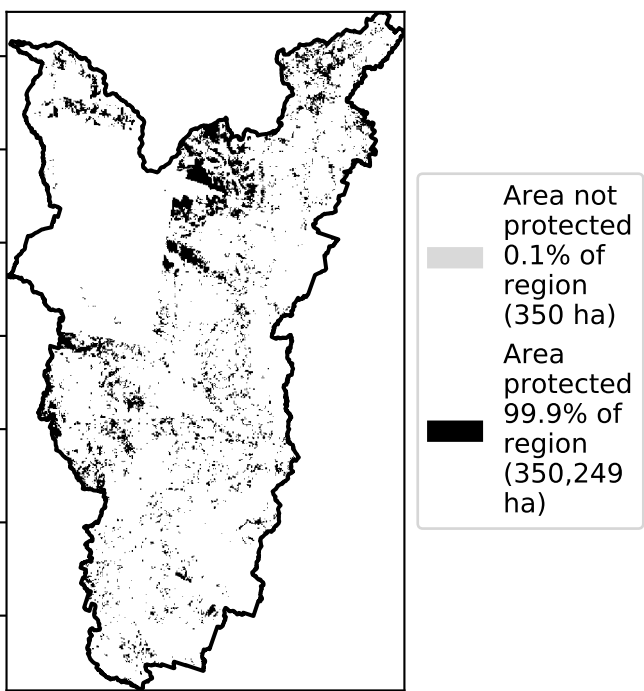 Area not
protected
0.1% of
region
(350 ha)
Area
protected
99.9% of
region
(350,249
ha)